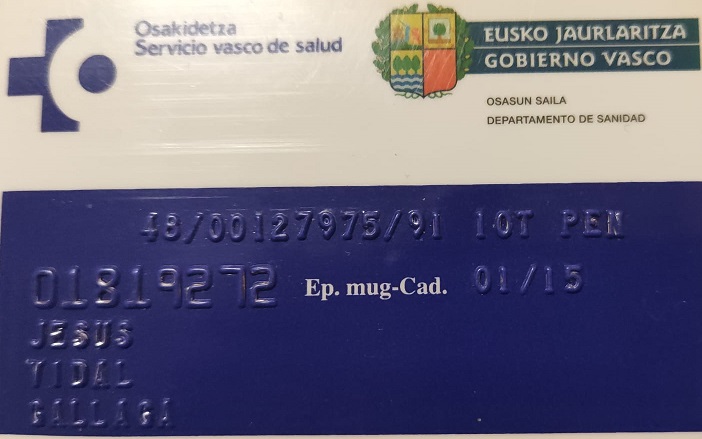 Osakidetza
Servicio vasco de salud
EUSKO JAURLARITZA
GOBIERNO VASCO
OSASUN SAILA
DEPARTAMENTO DE SANIDAD
48/00127975/91 10T PEN
01819272 Ep. mug-Cad. 01/15
JESUS
VIDAL
GALLAGA